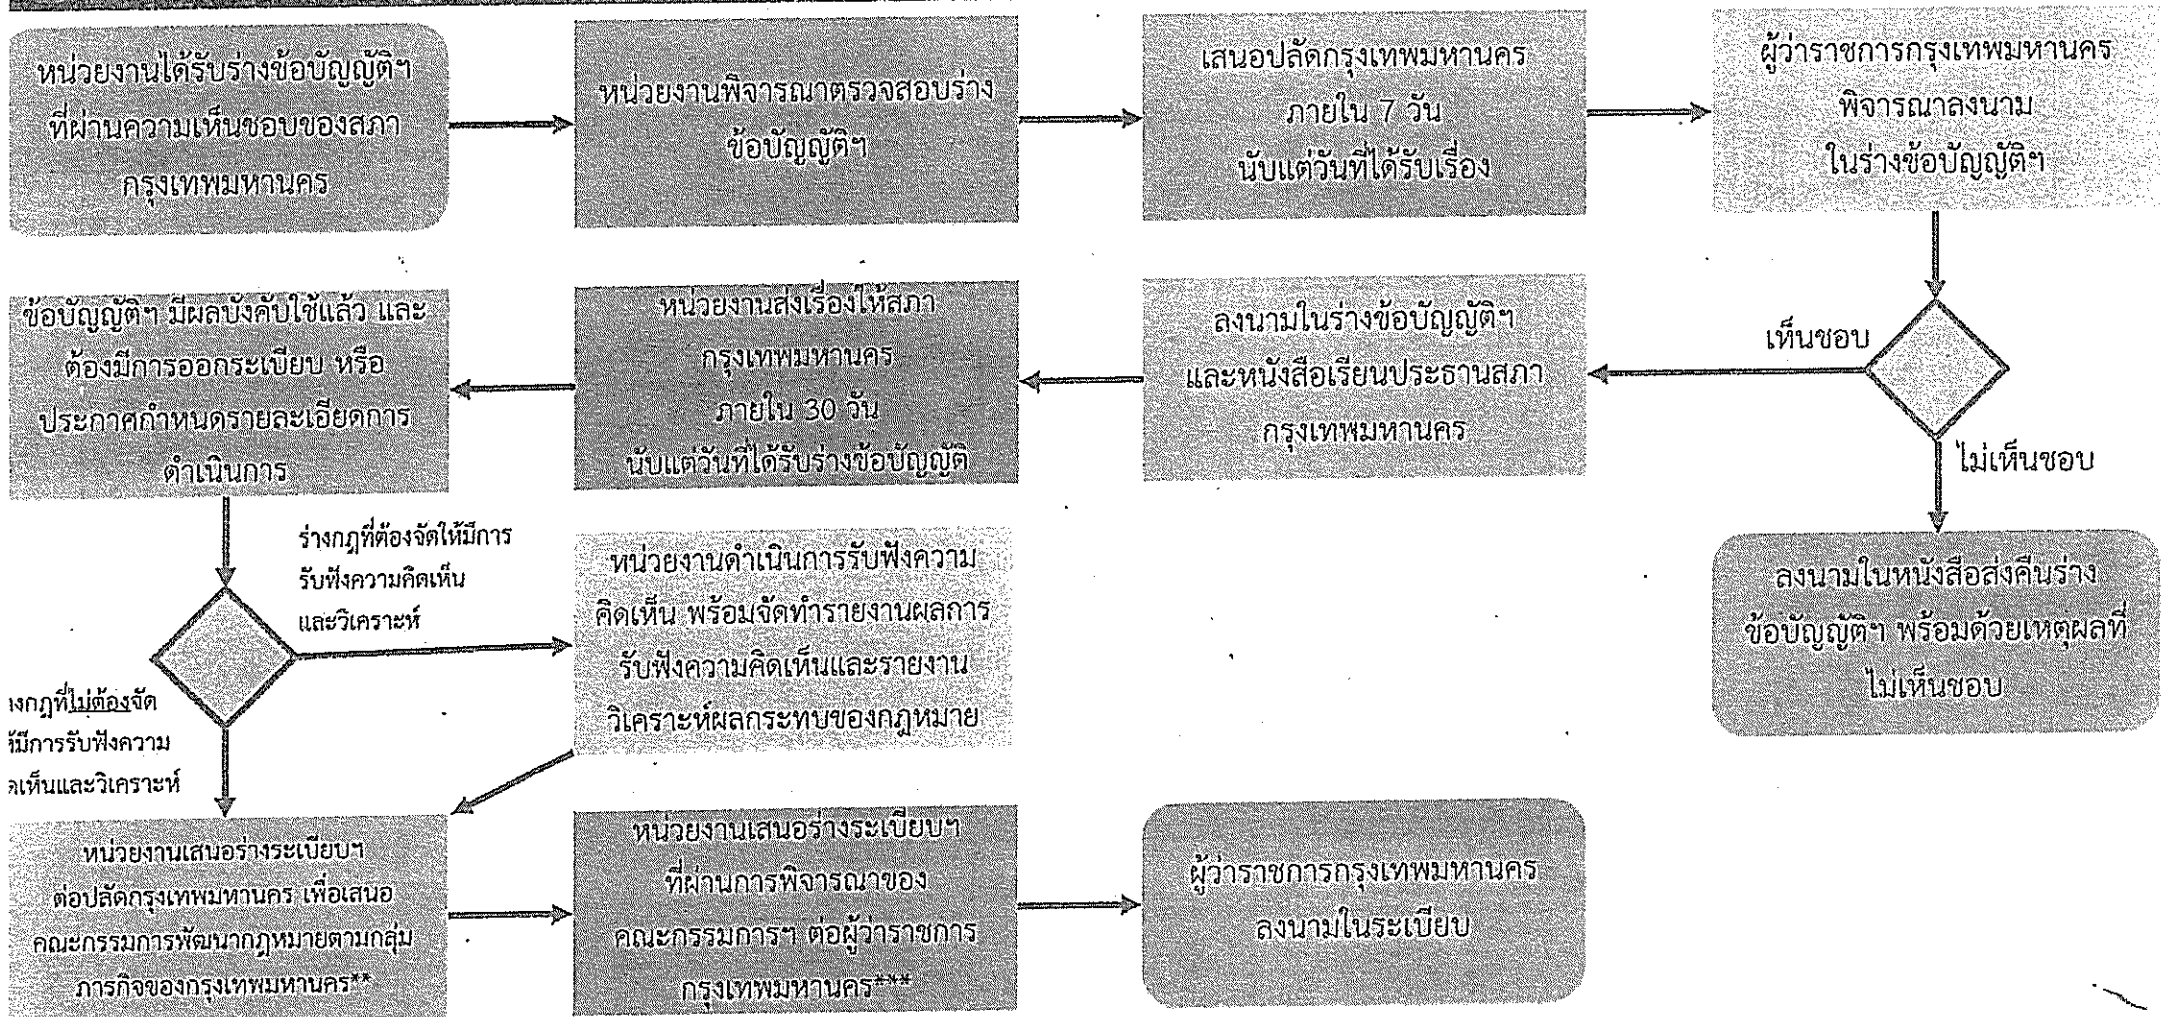 หน่วยงานได้รับร่างข้อบัญญัติฯ
ที่ผ่านความเห็นชอบของสภา
กรุงเทพมหานคร
หน่วยงานพิจารณาตรวจสอบร่าง
ข้อบัญญัติฯ
เสนอปลัดกรุงเทพมหานคร
ภายใน 7 วัน
นับแต่วันที่ได้รับเรื่อง
ผู้ว่าราชการกรุงเทพมหานคร
พิจารณาลงนาม
ในร่างข้อบัญญัติฯ
เห็นชอบ
ไม่เห็นชอบ
ลงนามในหนังสือส่งคืนร่าง
ข้อบัญญัติฯ พร้อมด้วยเหตุผลที่
ไม่เห็นชอบ
ลงนามในร่างข้อบัญญัติฯ
และหนังสือเรียนประธานสภา
กรุงเทพมหานคร
หน่วยงานส่งเรื่องให้สภา
กรุงเทพมหานคร
ภายใน 30 วัน
นับแต่วันที่ได้รับร่างข้อบัญญัติ
ข้อบัญญัติฯ มีผลบังคับใช้แล้ว และ
ต้องมีการออกระเบียบ หรือ
ประกาศกำหนดรายละเอียดการ
ดำเนินการ
ร่างกฎที่ต้องจัดให้มีการ
รับฟังความคิดเห็น
และวิเคราะห์
หน่วยงานดำเนินการรับฟังความ
คิดเห็น พร้อมจัดทำรายงานผลการ
รับฟังความคิดเห็นและรายงาน
วิเคราะห์ผลกระทบของกฎหมาย
างกฎที่ไม่ต้องจัด
ห้มีการรับฟังความ
ดเห็นและวิเคราะห์
หน่วยงานเสนอร่างระเบียบฯ
ต่อปลัดกรุงเทพมหานคร เพื่อเสนอ
คณะกรรมการพัฒนากฎหมายตามกลุ่ม
ภารกิจของกรุงเทพมหานคร**
หน่วยงานเสนอร่างระเบียบฯ
ที่ผ่านการพิจารณาของ
คณะกรรมการฯ ต่อผู้ว่าราชการ
กรุงเทพมหานคร***
ผู้ว่าราชการกรุงเทพมหานคร
ลงนามในระเบียบ